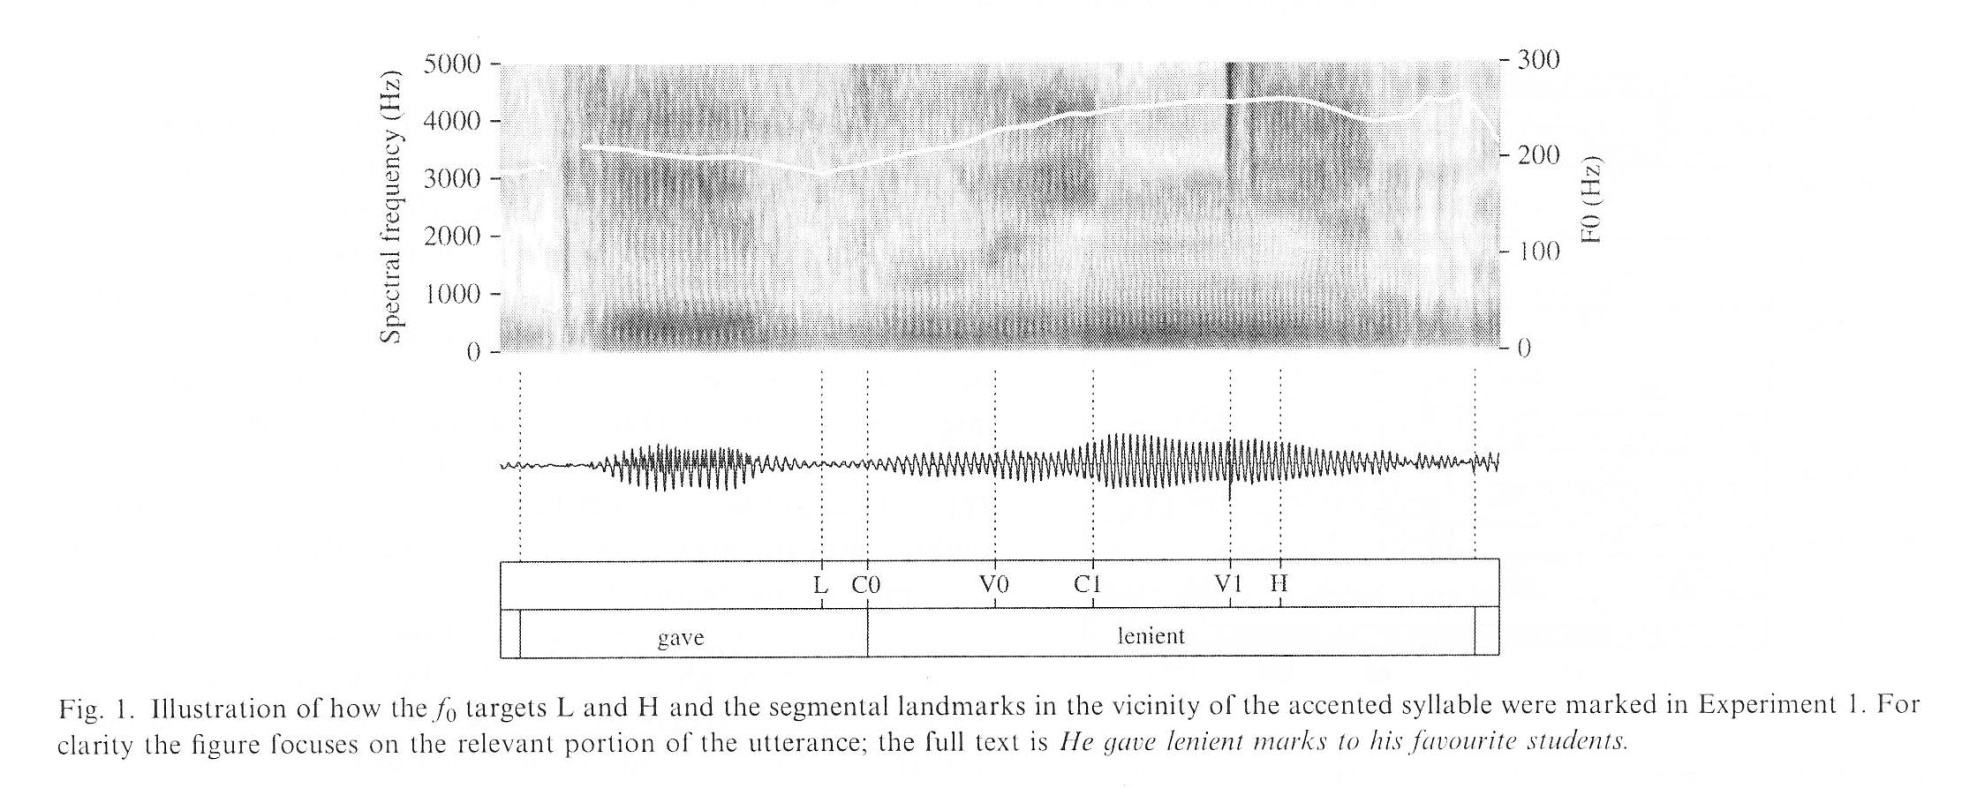 Spectral frequency (Hz)
5000
4000
3000
2000
1000
0
300
200
100
0
F0 (Hz)
L C0 V0 C1 V1 H
gave lenient
Fig. 1. Illustration of how the f0 targets L and H and the segmental landmarks in the vicinity of the accented syllable were marked in Experiment 1. For
clarity the figure focuses on the relevant portion of the utterance; the full text is He gave lenient marks to his favourite students.